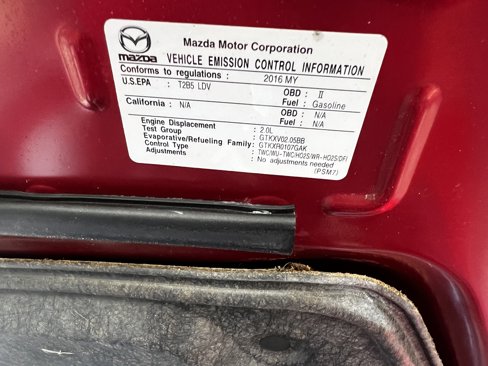 mazda
Mazda Motor Corporation
VEHICLE EMISSION CONTROL INFORMATION
Conforms to regulations : 2016 MY
U.S.EPA : T2B5 LDV OBD : II
Fuel : Gasoline
California : N/A OBD : N/A
Fuel : N/A
Engine Displacement : 2.0L
Test Group : GTKXV02.05BB
Evaporative/Refueling Family : GTKXR0107GAK
Control Type : TWC/WU-TWC/HO2S/WR-HO2S/DFI
Adjustments : No adjustments needed
(PSM7)